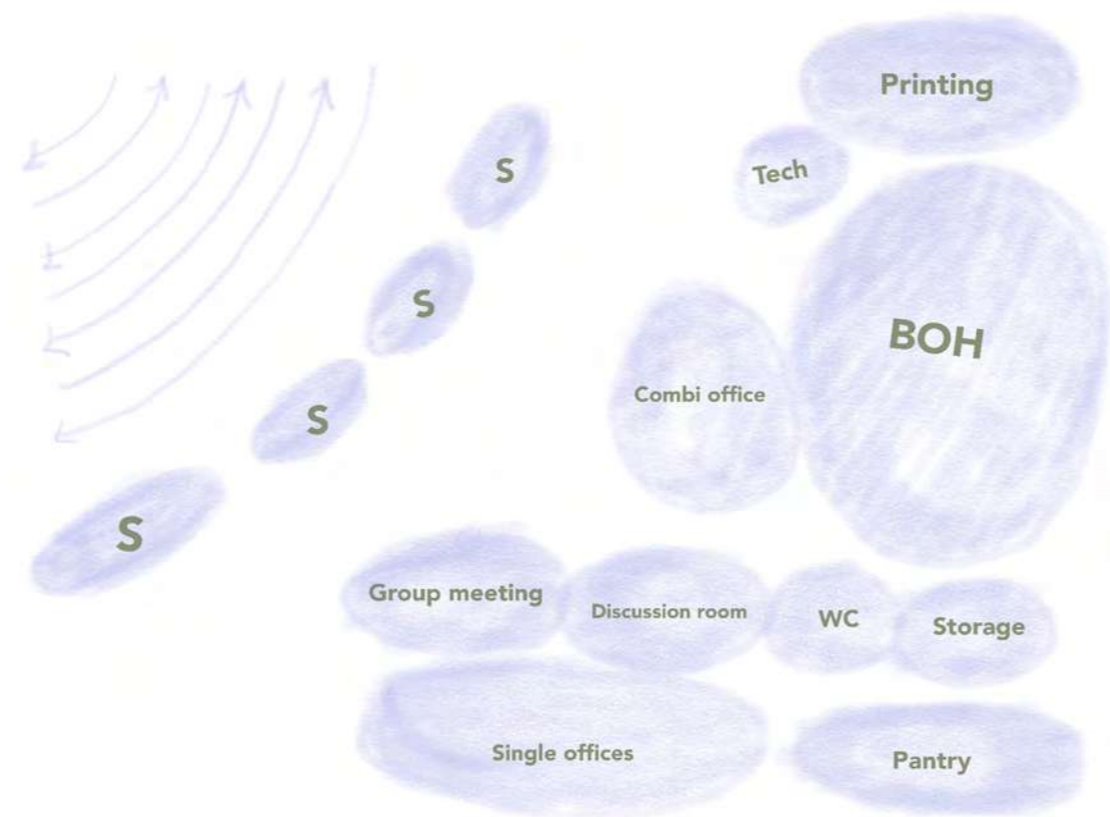 Printing
Tech
S
S
BOH
Combi office
S
S
Group meeting
Discussion room
WC
Storage
Single offices
Pantry